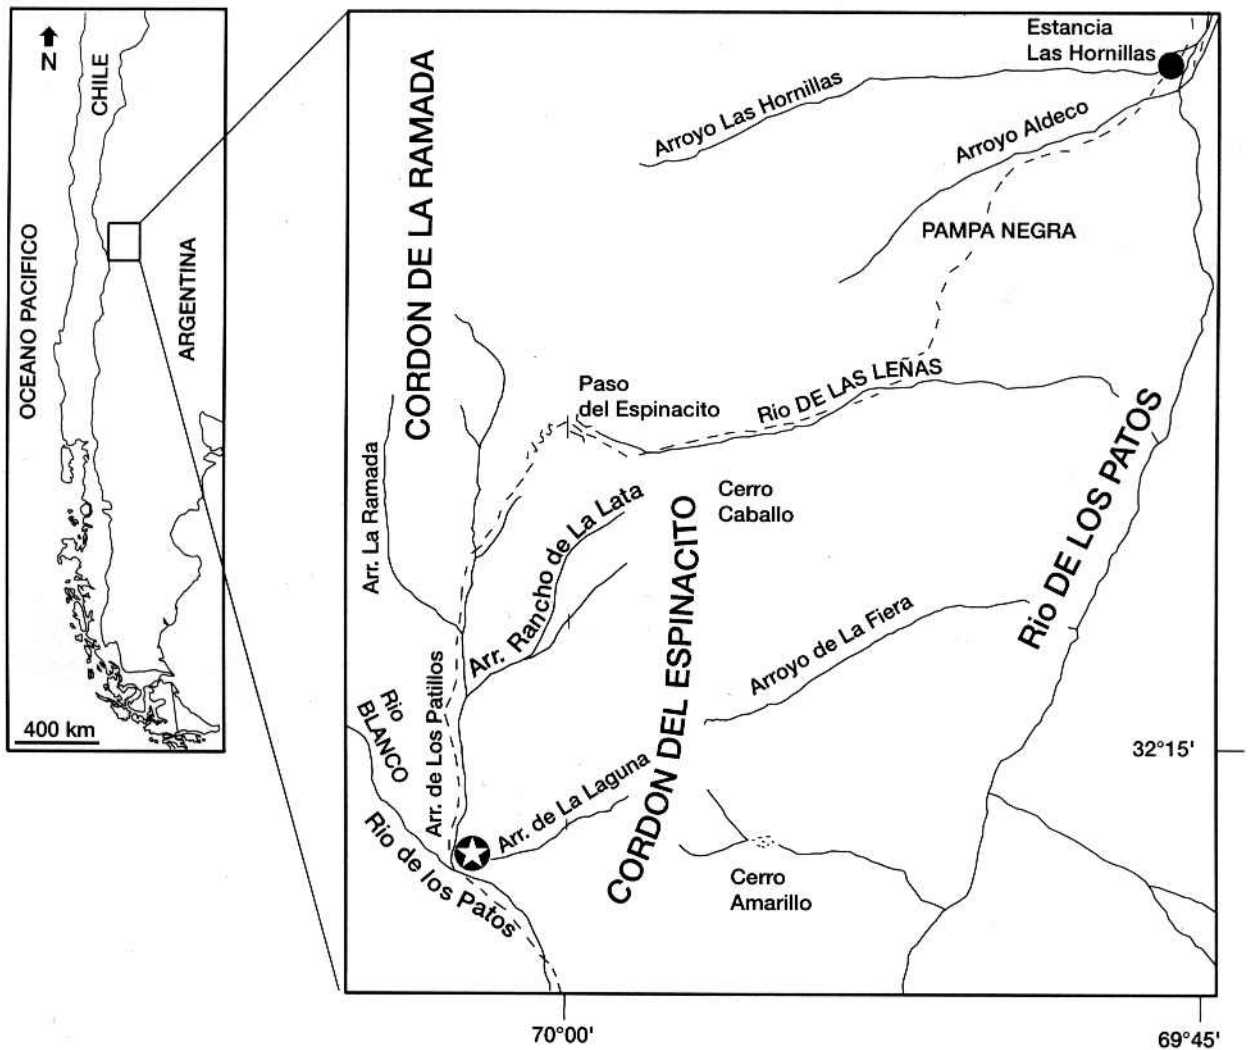 N
CHILE
OCEANO PACIFICO
ARGENTINA
400 km
Estancia
Las Hornillas
Arroyo Las Hornillas
Arroyo Aldeco
CORDON DE LA RAMADA
PAMPA NEGRA
Paso
del Espinacito
Rio DE LAS LEÑAS
Arr. La Ramada
Arr. Rancho de La Lata
Cerro
Caballo
CORDON DEL ESPINACITO
Rio DE LOS PATOS
Arroyo de La Fiera
Rio
BLANCO
Arr. de Los Patillos
Arr. de La Laguna
Rio de los Patos
Cerro
Amarillo
32°15'
70°00'
69°45'